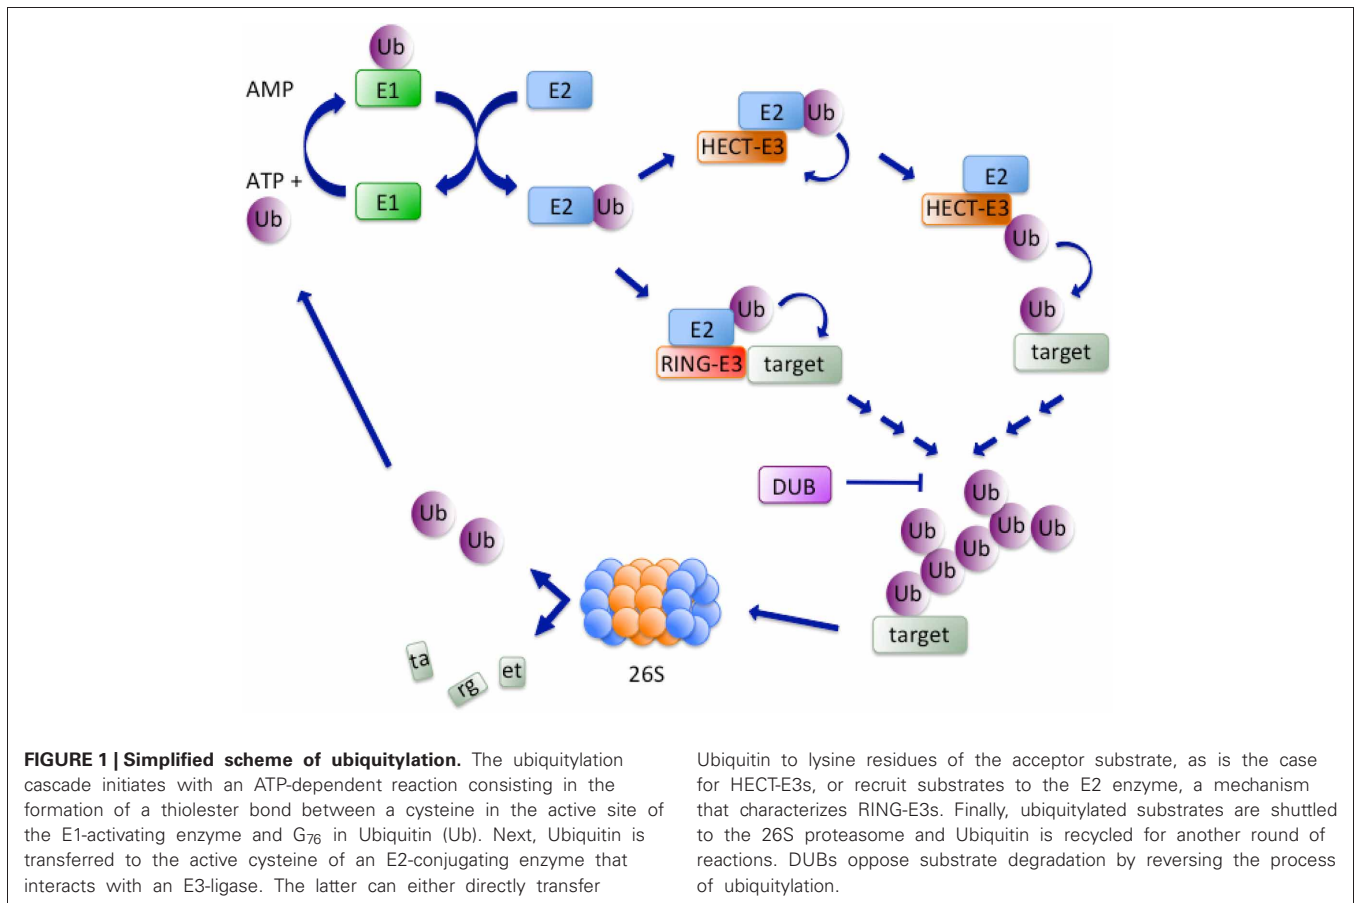 Ub
AMP
E1
E2
E2
Ub
HECT-E3
ATP +
Ub
E1
E2
Ub
E2
HECT-E3
Ub
Ub
E2
RING-E3
target
Ub
target
DUB
Ub
Ub
Ub
Ub
Ub
Ub
Ub
target
Ub
Ub
26S
ta
rg
et
FIGURE 1 | Simplified scheme of ubiquitylation. The ubiquitylation
cascade initiates with an ATP-dependent reaction consisting in the
formation of a thiolester bond between a cysteine in the active site of
the E1-activating enzyme and G76 in Ubiquitin (Ub). Next, Ubiquitin is
transferred to the active cysteine of an E2-conjugating enzyme that
interacts with an E3-ligase. The latter can either directly transfer
Ubiquitin to lysine residues of the acceptor substrate, as is the case
for HECT-E3s, or recruit substrates to the E2 enzyme, a mechanism
that characterizes RING-E3s. Finally, ubiquitylated substrates are shuttled
to the 26S proteasome and Ubiquitin is recycled for another round of
reactions. DUBs oppose substrate degradation by reversing the process
of ubiquitylation.